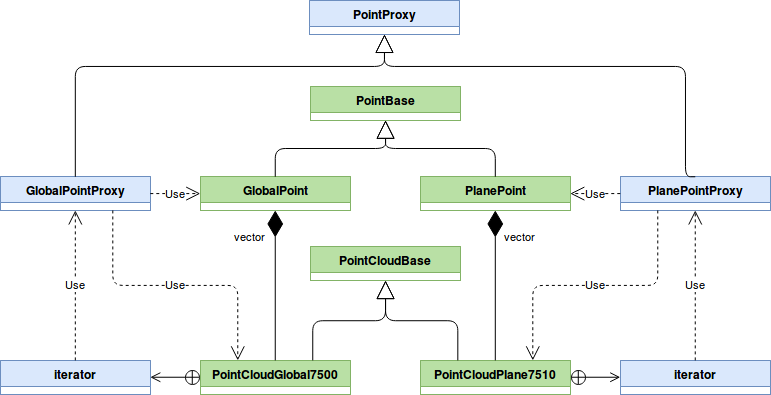 PointProxy
PointBase
GlobalPointProxy
Use
GlobalPoint
PlanePoint
Use
PlanePointProxy
vector
vector
PointCloudBase
Use
Use
Use
Use
iterator
PointCloudGlobal7500
PointCloudPlane7510
iterator